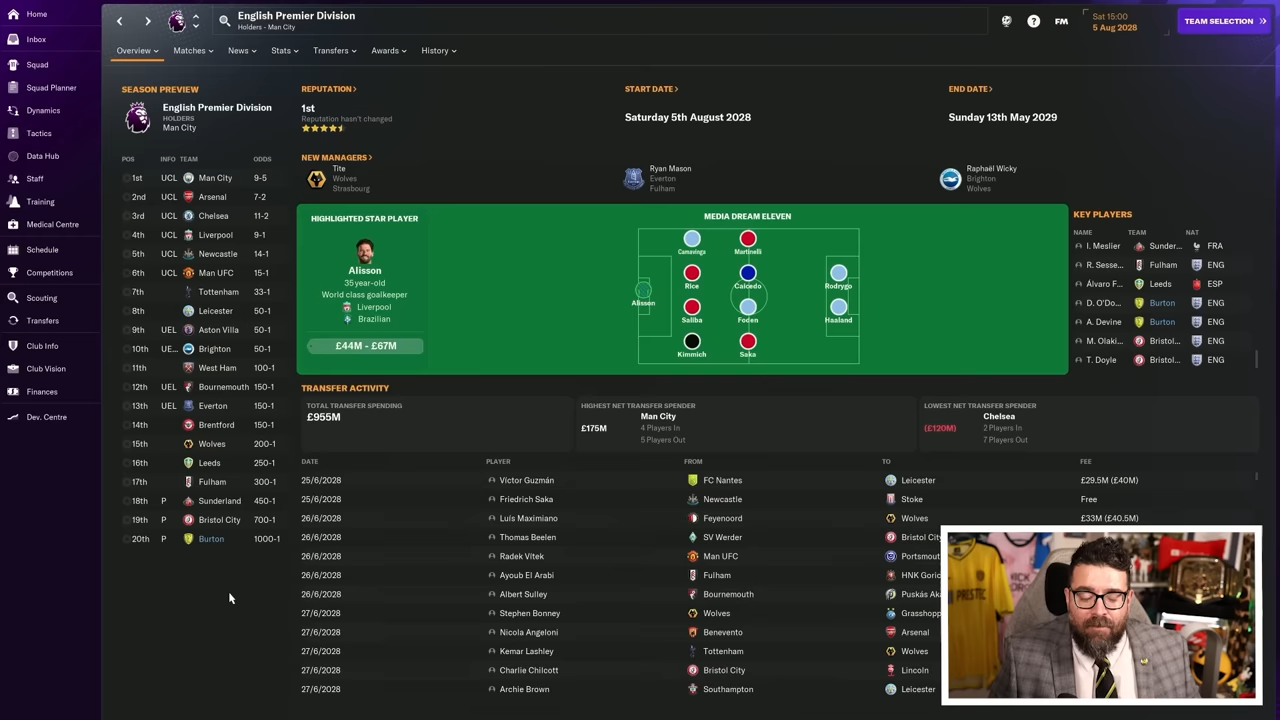 Home
Inbox
Squad
Squad Planner
Dynamics
Tactics
Data Hub
Staff
Training
Medical Centre
Schedule
Competitions
Scouting
Transfers
Club Info
Club Vision
Finances
Dev. Centre
English Premier Division
Holders - Man City
FM
Sat 15:00
5 Aug 2028
TEAM SELECTION
Overview Matches News Stats Transfers Awards History
SEASON PREVIEW
English Premier Division
HOLDERS
Man City
POS INFO TEAM ODDS
1st UCL Man City 9-5
2nd UCL Arsenal 7-2
3rd UCL Chelsea 11-2
4th UCL Liverpool 9-1
5th UCL Newcastle 14-1
6th UCL Man UFC 15-1
7th Tottenham 33-1
8th Leicester 50-1
9th UEL Aston Villa 50-1
10th UE... Brighton 50-1
11th West Ham 100-1
12th UEL Bournemouth 150-1
13th UEL Everton 150-1
14th Brentford 150-1
15th Wolves 200-1
16th Leeds 250-1
17th Fulham 300-1
18th P Sunderland 450-1
19th P Bristol City 700-1
20th P Burton 1000-1
REPUTATION>
1st
Reputation hasn't changed
START DATE>
Saturday 5th August 2028
END DATE>
Sunday 13th May 2029
NEW MANAGERS>
Tite
Wolves
Strasbourg
Ryan Mason
Everton
Fulham
Raphaël Wicky
Brighton
Wolves
HIGHLIGHTED STAR PLAYER
Alisson
35 year-old
World class goalkeeper
Liverpool
Brazilian
£44M - £67M
MEDIA DREAM ELEVEN
Camavinga
Martinelli
Rice
Caicedo
Rodrygo
Alisson
Saliba
Foden
Haaland
Kimmich
Saka
KEY PLAYERS
NAME TEAM NAT
I. Meslier Sunder... FRA
R. Sesse... Fulham ENG
Álvaro F... Leeds ESP
D. O'Do... Burton ENG
A. Devine Burton ENG
M. Olaki... Bristol... ENG
T. Doyle Bristol... ENG
TRANSFER ACTIVITY
TOTAL TRANSFER SPENDING
£955M
HIGHEST NET TRANSFER SPENDER
£175M
Man City
4 Players In
5 Players Out
LOWEST NET TRANSFER SPENDER
(£120M)
Chelsea
2 Players In
7 Players Out
DATE PLAYER FROM TO FEE
25/6/2028 Víctor Guzmán FC Nantes Leicester £29.5M (£40M)
25/6/2028 Friedrich Saka Newcastle Stoke Free
26/6/2028 Luís Maximiano Feyenoord Wolves £33M (£40.5M)
26/6/2028 Thomas Beelen SV Werder Bristol City
26/6/2028 Radek Vítek Man UFC Portsmouth
26/6/2028 Ayoub El Arabi Fulham HNK Goric
26/6/2028 Albert Sulley Bournemouth Puskás Aka
27/6/2028 Stephen Bonney Wolves Grasshopp
27/6/2028 Nicola Angeloni Benevento Arsenal
27/6/2028 Kemar Lashley Tottenham Wolves
27/6/2028 Charlie Chilcott Bristol City Lincoln
27/6/2028 Archie Brown Southampton Leicester